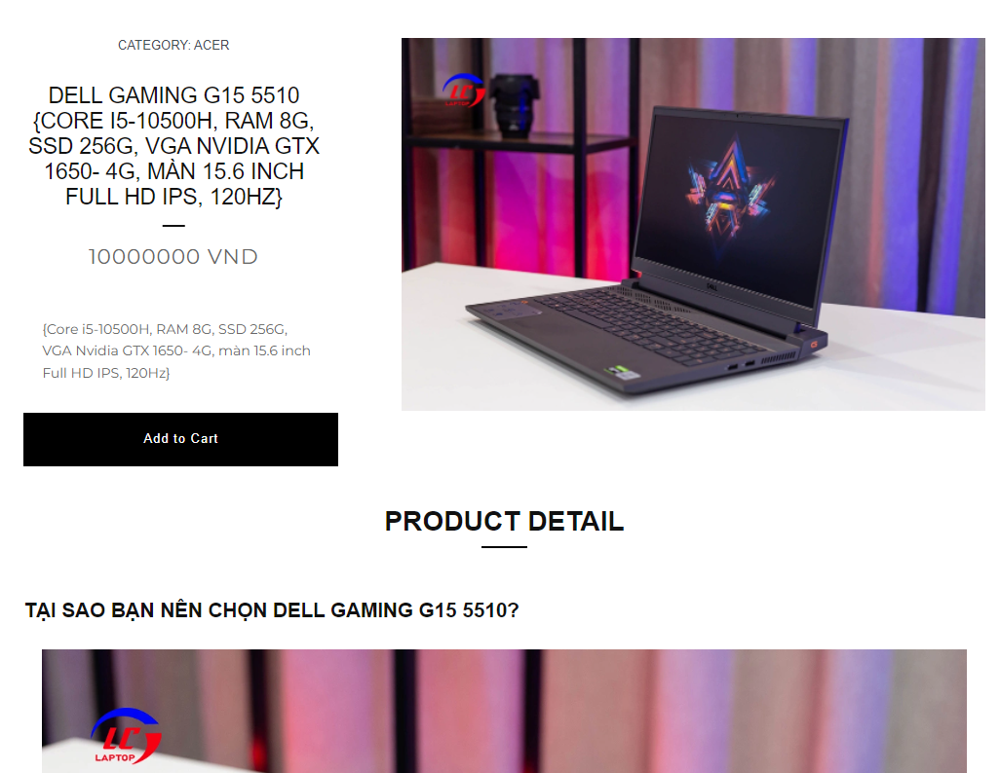 CATEGORY: ACER
DELL GAMING G15 5510
{CORE I5-10500H, RAM 8G,
SSD 256G, VGA NVIDIA GTX
1650- 4G, MÀN 15.6 INCH
FULL HD IPS, 120HZ}
10000000 VND
{Core i5-10500H, RAM 8G, SSD 256G,
VGA Nvidia GTX 1650- 4G, màn 15.6 inch
Full HD IPS, 120Hz}
Add to Cart
LC
LAPTOP
DELL
PRODUCT DETAIL
TẠI SAO BẠN NÊN CHỌN DELL GAMING G15 5510?
LC
LAPTOP